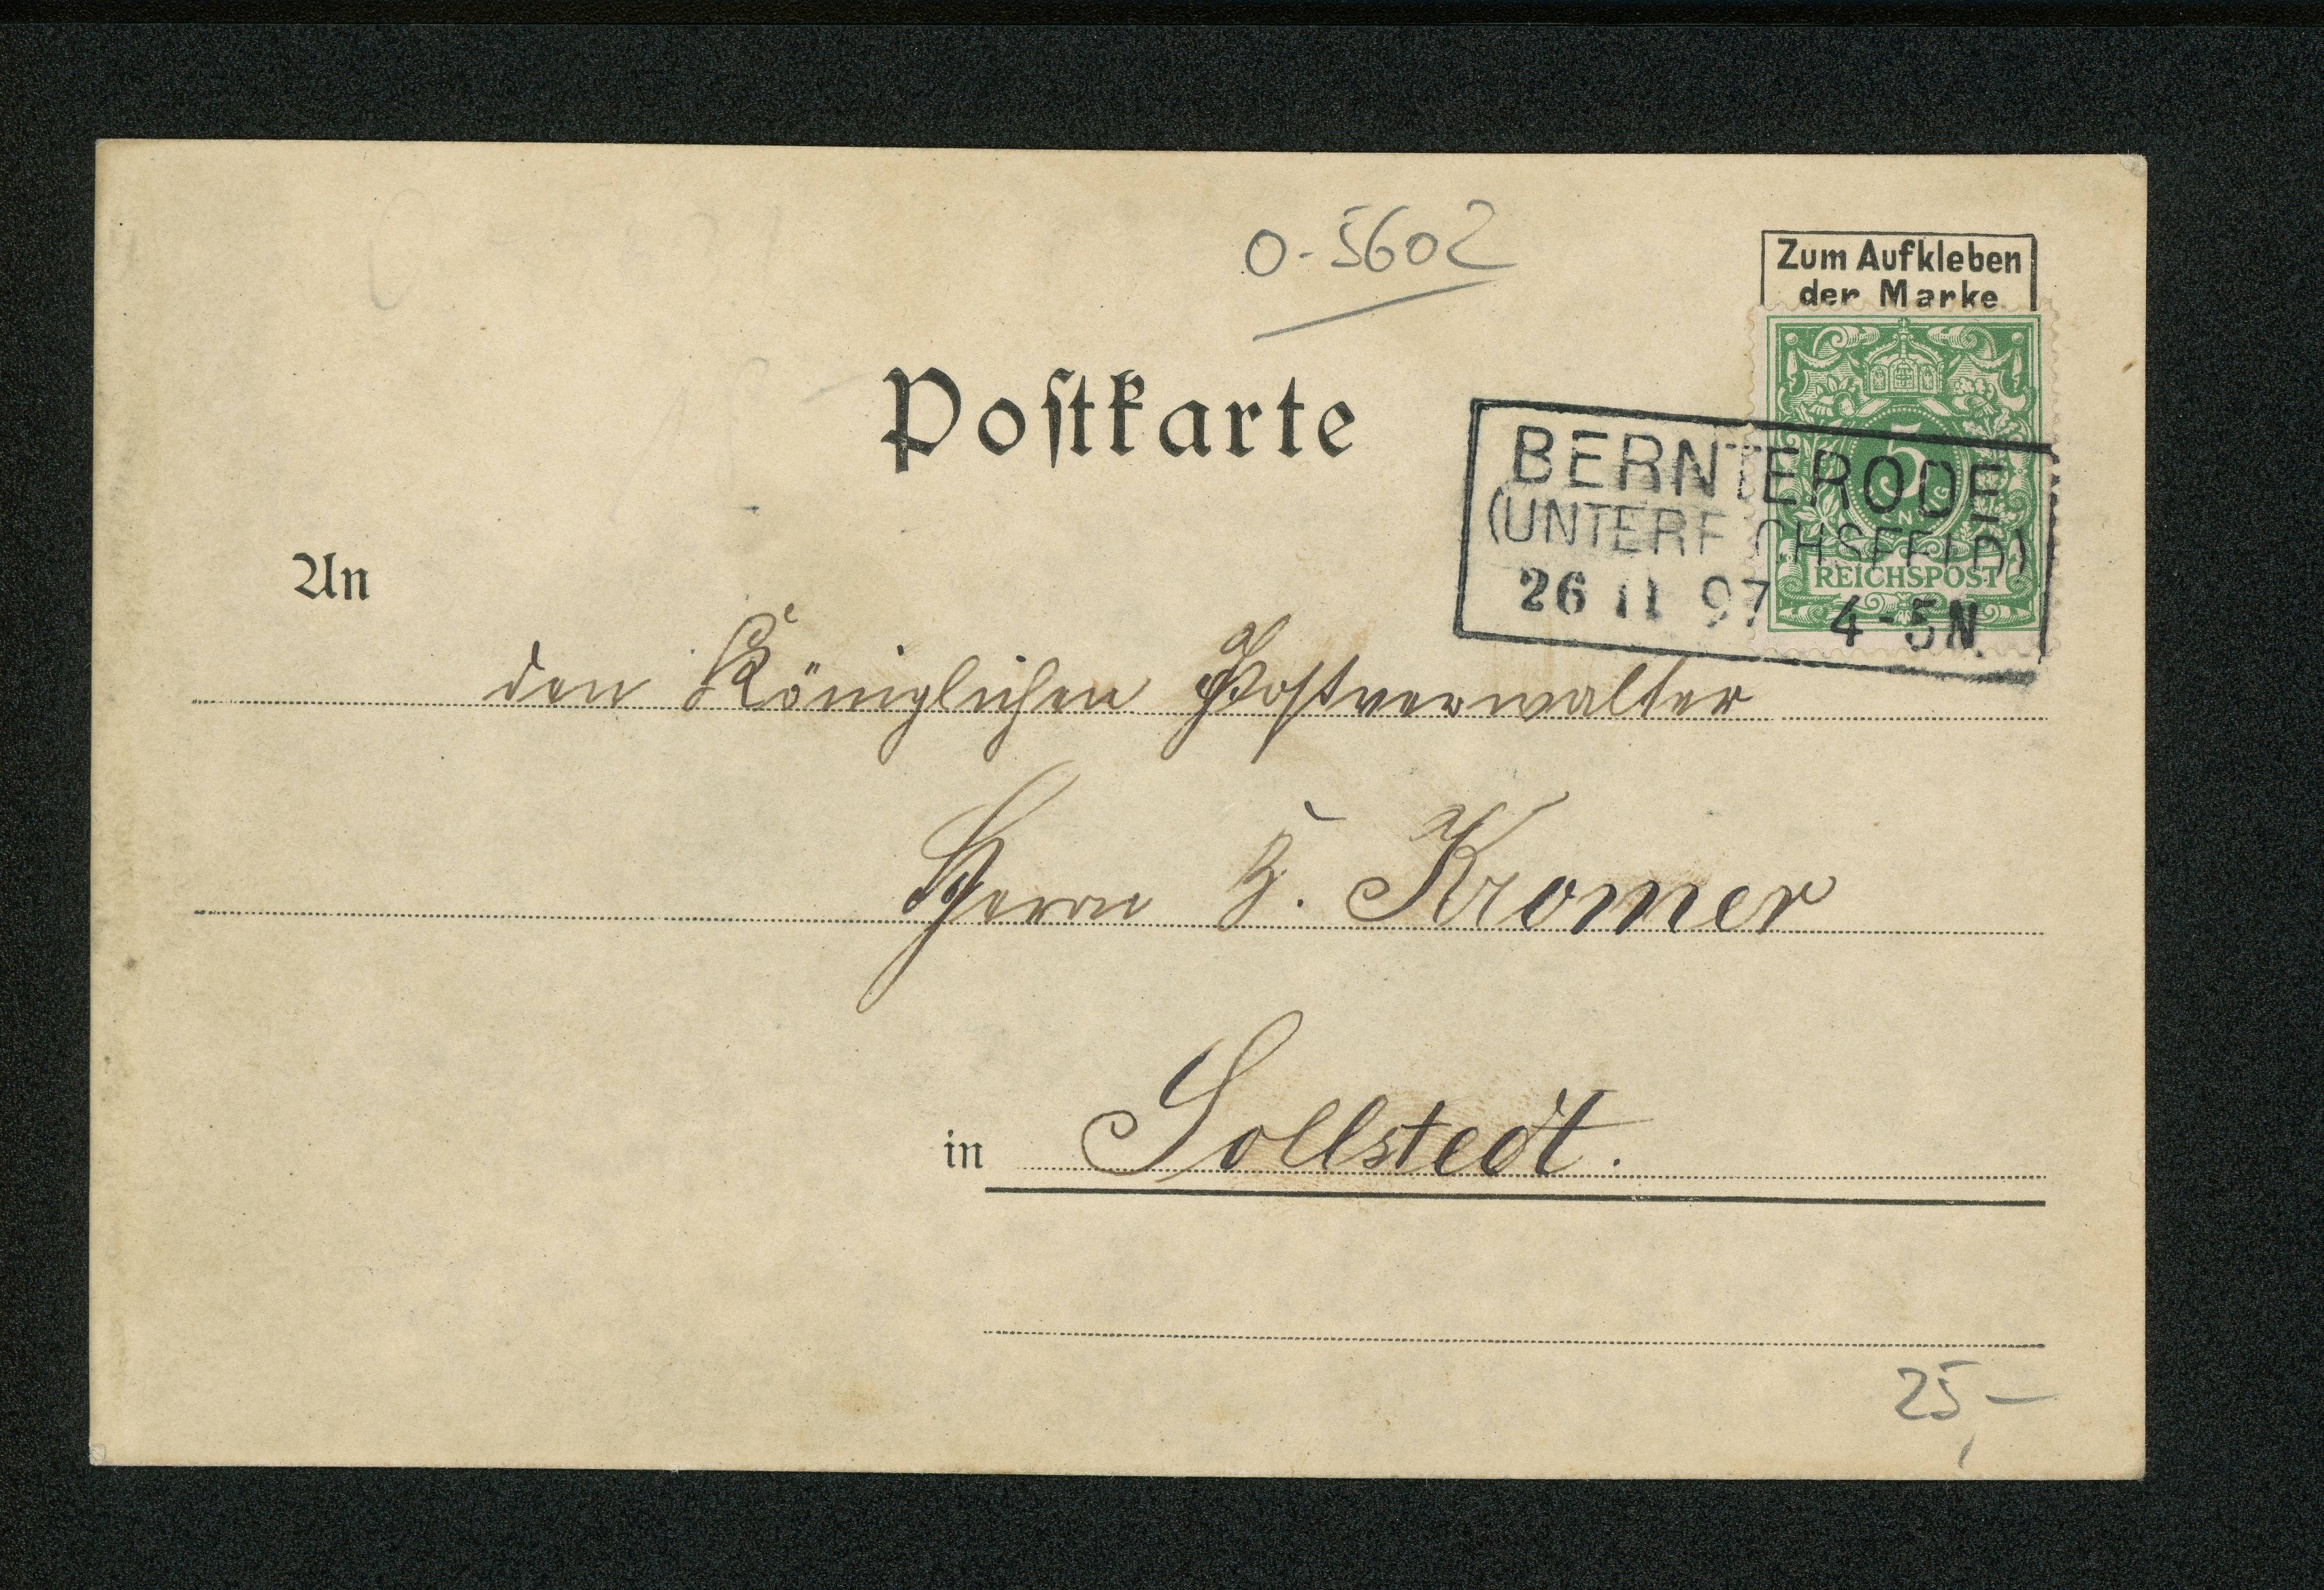 0-5602
Zum Aufkleben
der Marke
Poſtkarte
5
BERNTERODE
(UNTEREICHSFELD)
REICHSPOST
26 11 97 4-5N.
An
den Königlichen Postverwalter
Herrn H. Kromer
in Sollstedt.
25,-